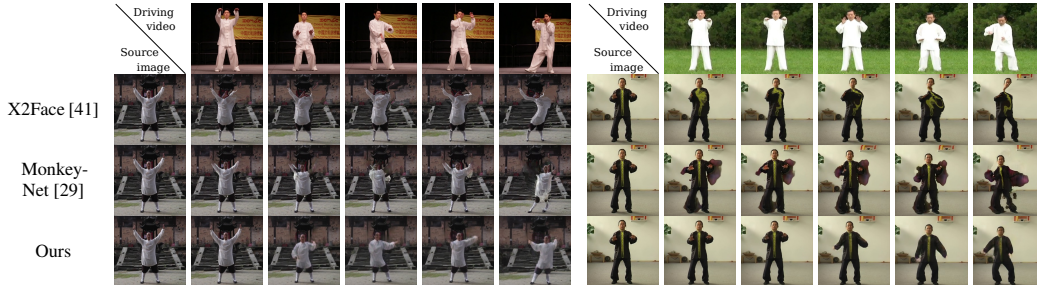 Driving
video
Source
image
Driving
video
Source
image
X2Face [41]
Monkey-
Net [29]
Ours